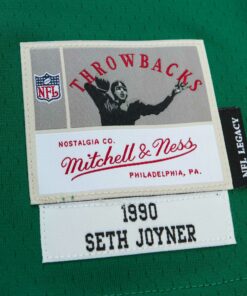 THROWBACKS
NFL
NOSTALGIA CO.
Mitchell & Ness
PHILADELPHIA, PA.
NFL LEGACY
1990
SETH JOYNER